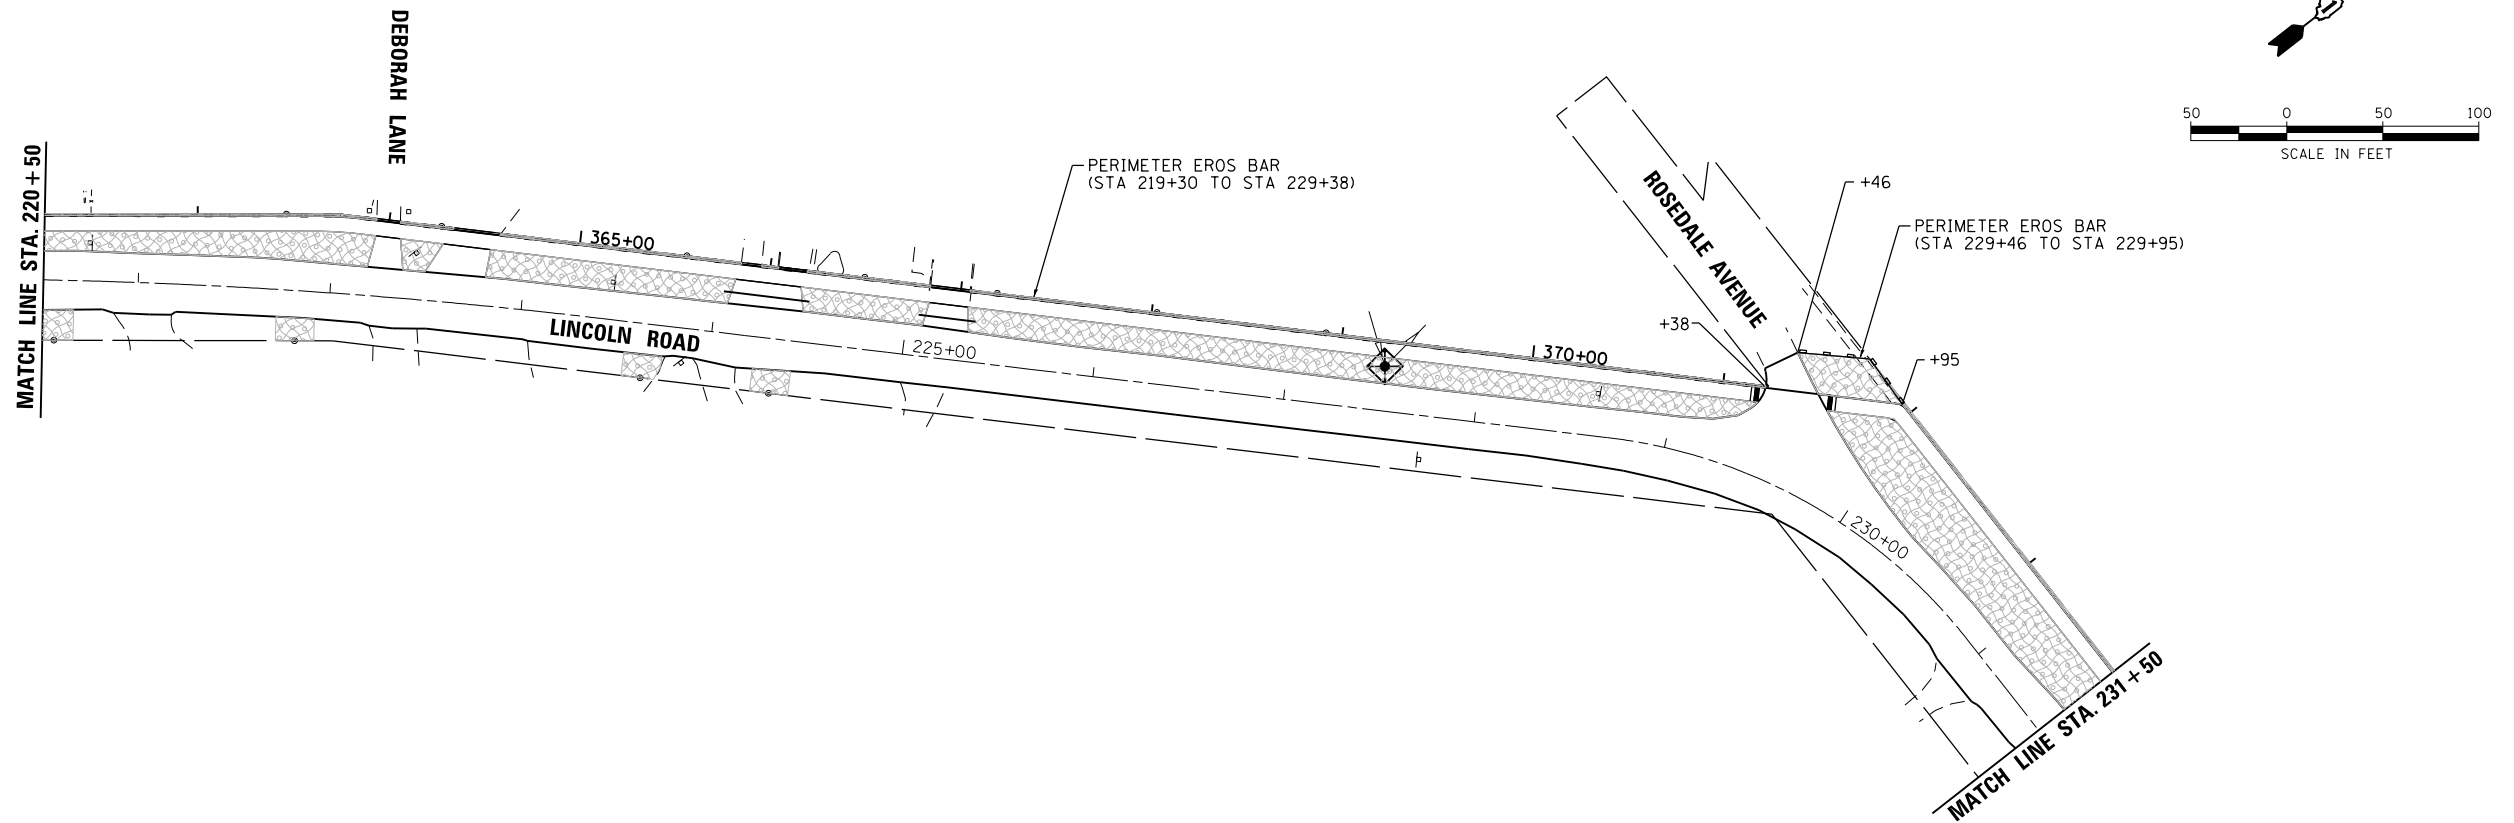 DEBORAH LANE
MATCH LINE STA. 220+50
50 0 50 100
SCALE IN FEET
PERIMETER EROS BAR
(STA 219+30 TO STA 229+38)
ROSEDALE AVENUE
+46
PERIMETER EROS BAR
(STA 229+46 TO STA 229+95)
365+00
LINCOLN ROAD
225+00
370+00
+38
+95
230+00
MATCH LINE STA. 231+50